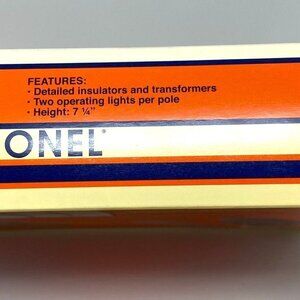 FEATURES:
• Detailed insulators and transformers
• Two operating lights per pole
• Height: 7 ¼"
ONEL®